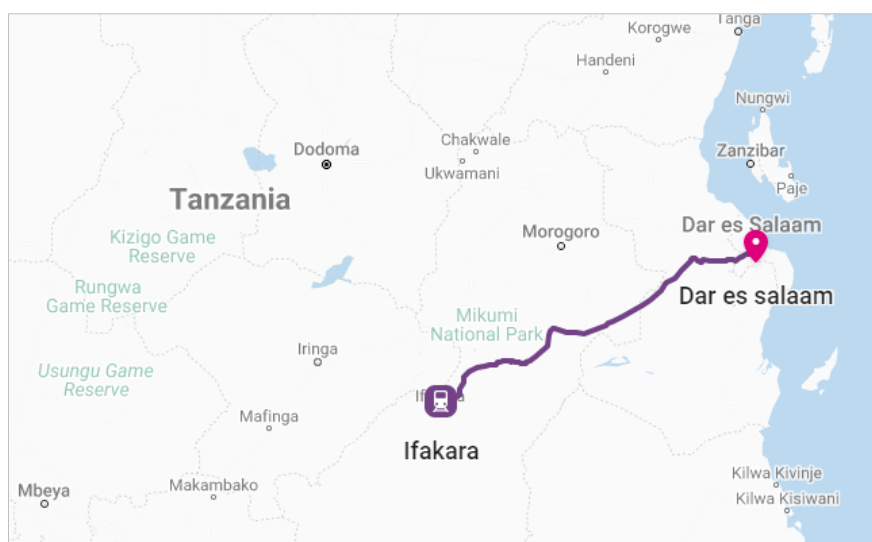 Tanga
Korogwe
Handeni
Nungwi
Chakwale
Dodoma
Zanzibar
Ukwamani
Paje
Tanzania
Dar es Salaam
Kizigo Game
Reserve
Morogoro
Rungwa
Game Reserve
Dar es salaam
Mikumi
National Park
Iringa
Usungu Game
Reserve
Mafinga
Ifakara
Kilwa Kivinje
Makambako
Mbeya
Kilwa Kisiwani